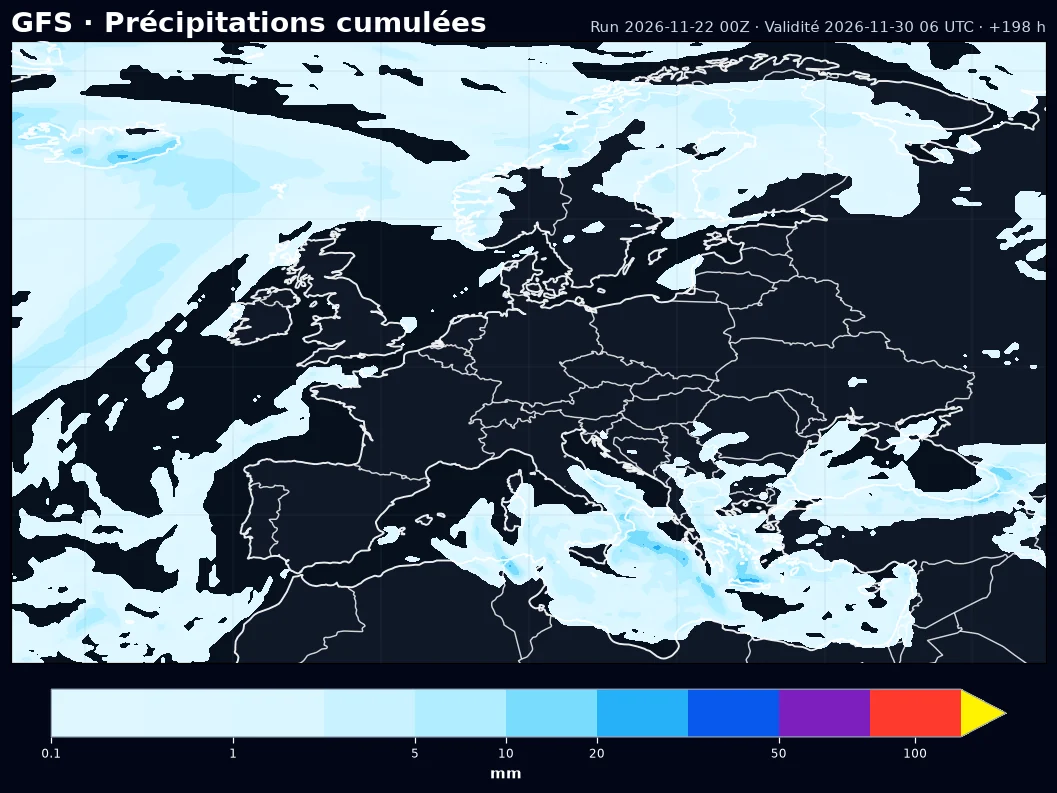 GFS · Précipitations cumulées
Run 2026-11-22 00Z · Validité 2026-11-30 06 UTC · +198 h
0.1 1 5 10 20 50 100
mm